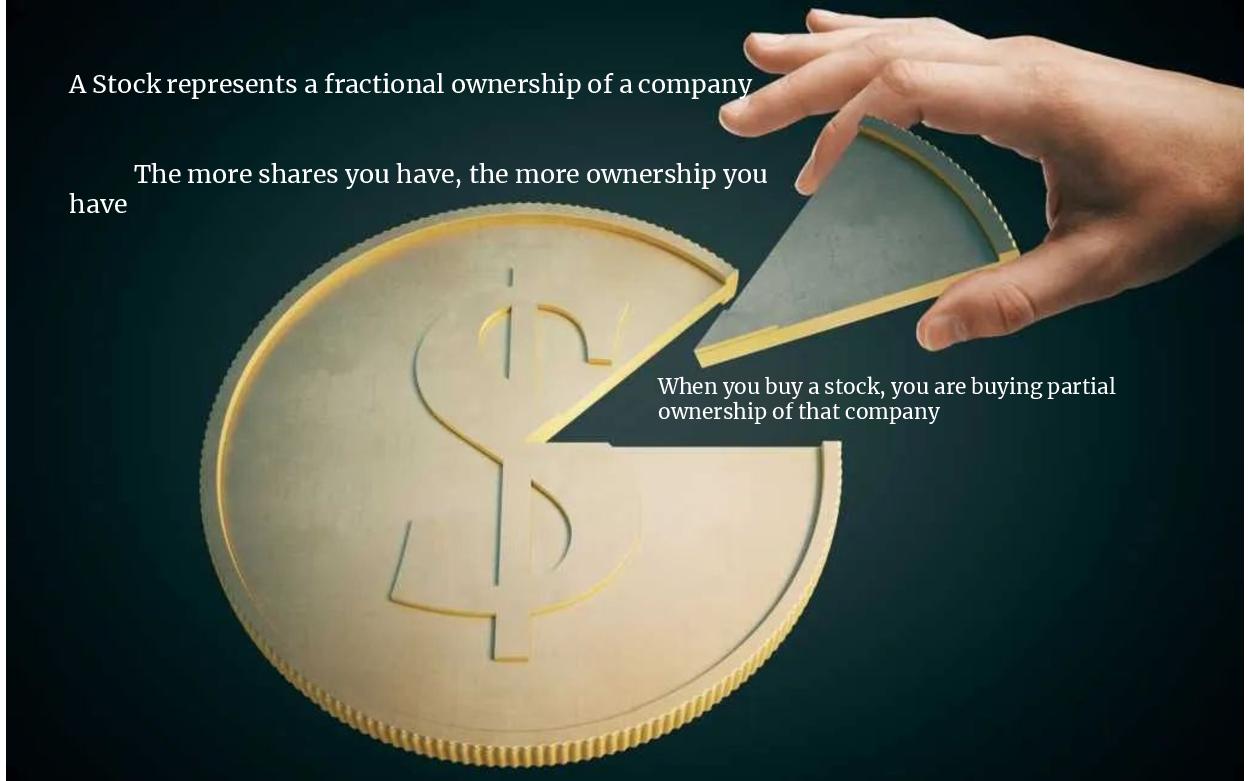 A Stock represents a fractional ownership of a company
The more shares you have, the more ownership you
have
When you buy a stock, you are buying partial
ownership of that company